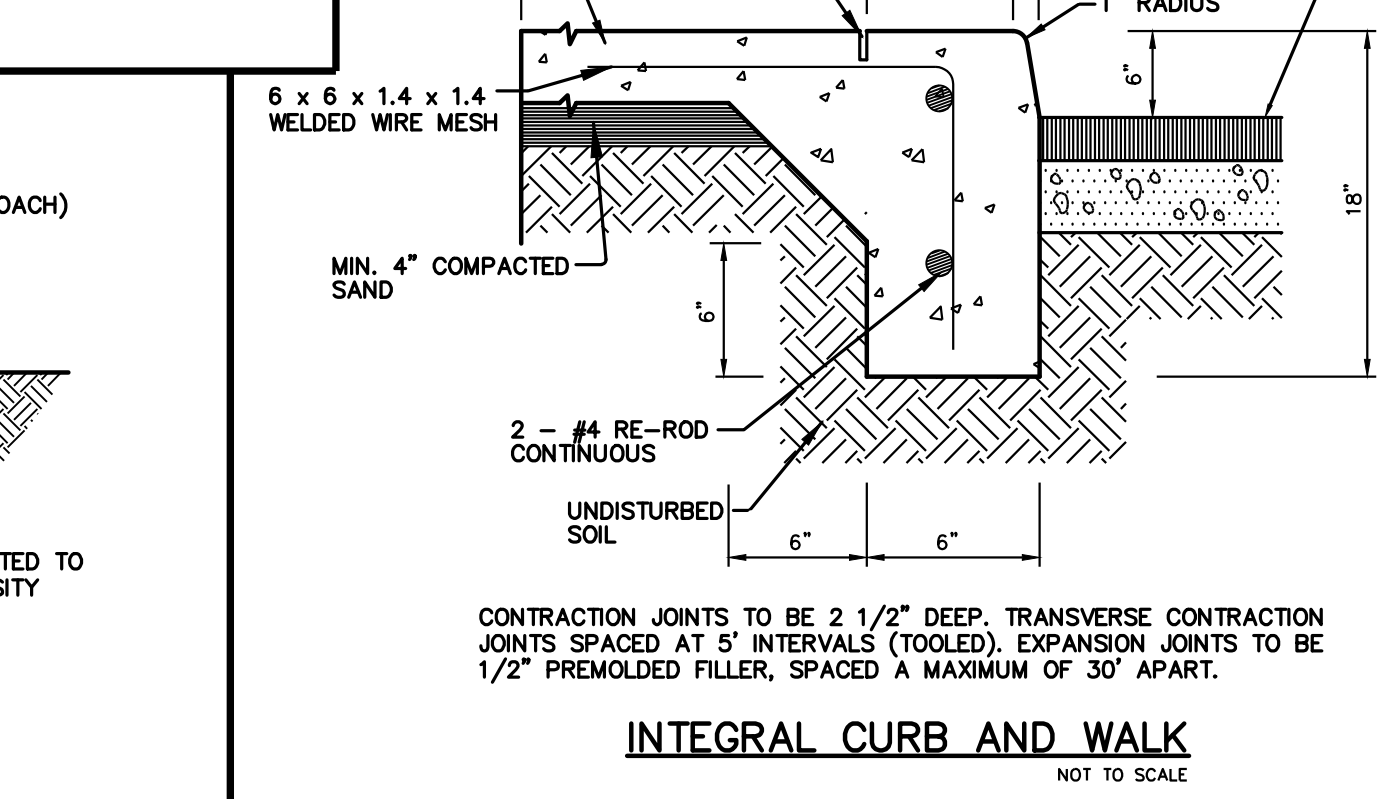 1" RADIUS
6"
6 x 6 x 1.4 x 1.4
WELDED WIRE MESH
18"
MIN. 4" COMPACTED
SAND
6"
2 - #4 RE-ROD
CONTINUOUS
UNDISTURBED
SOIL
6"
6"
CONTRACTION JOINTS TO BE 2 1/2" DEEP. TRANSVERSE CONTRACTION
JOINTS SPACED AT 5' INTERVALS (TOOLED). EXPANSION JOINTS TO BE
1/2" PREMOLDED FILLER, SPACED A MAXIMUM OF 30' APART.
INTEGRAL CURB AND WALK
NOT TO SCALE
OACH)
TED TO
SITY